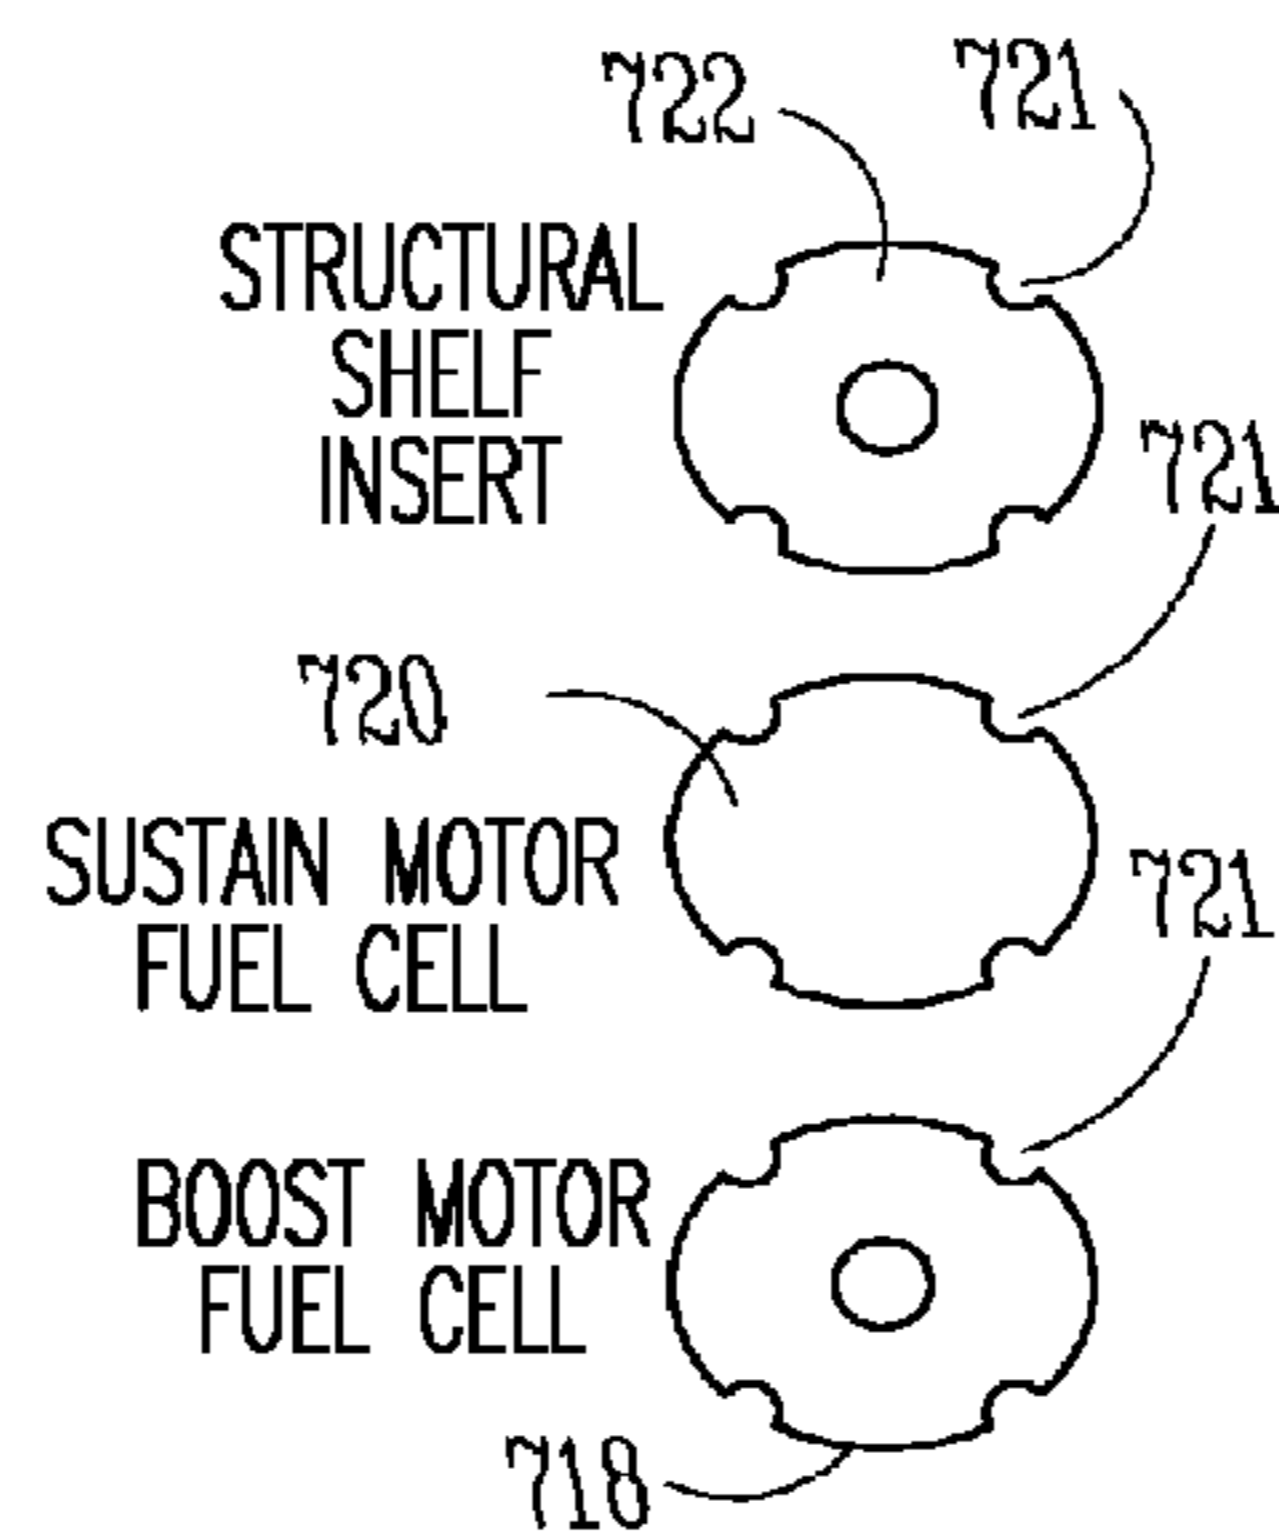 722
721
STRUCTURAL
SHELF
INSERT
721
720
SUSTAIN MOTOR
FUEL CELL
721
BOOST MOTOR
FUEL CELL
718